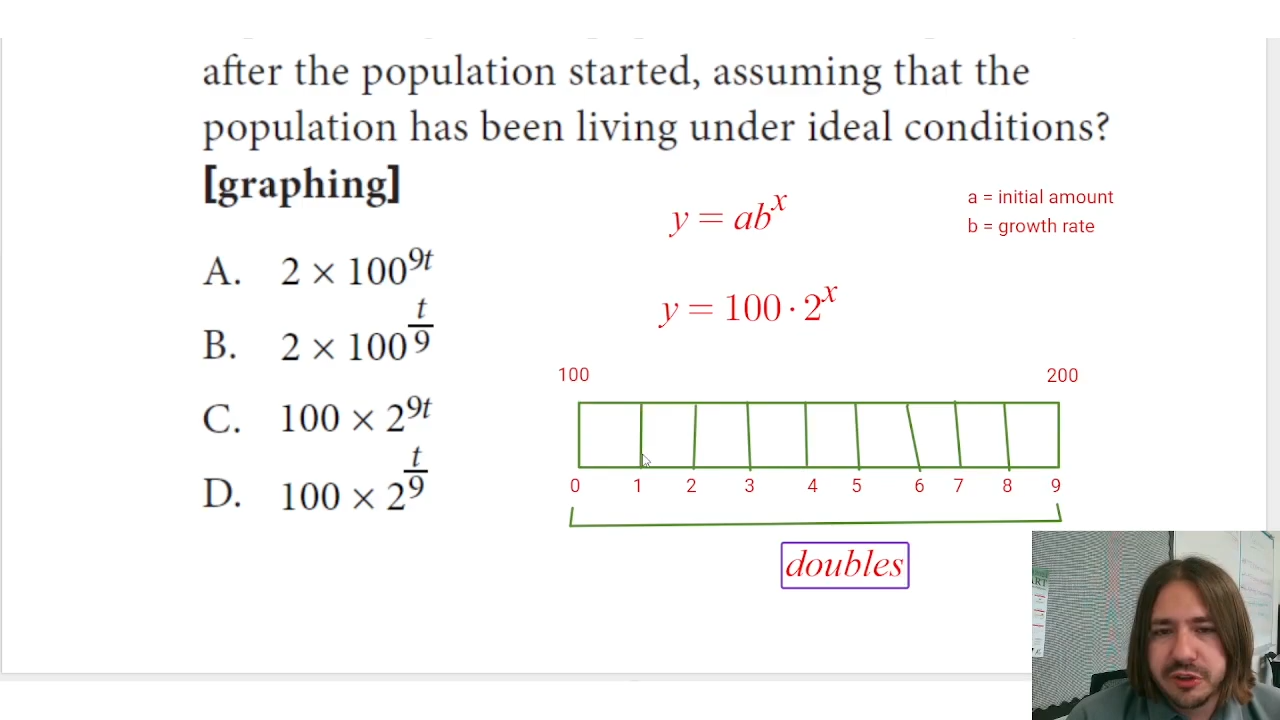 after the population started, assuming that the
population has been living under ideal conditions?
[graphing]
A. 2 × 100^{9t}
B. 2 × 100^{\frac{t}{9}}
C. 100 × 2^{9t}
D. 100 × 2^{\frac{t}{9}}
y = ab^x
a = initial amount
b = growth rate
y = 100 · 2^x
100 200
0 1 2 3 4 5 6 7 8 9
doubles